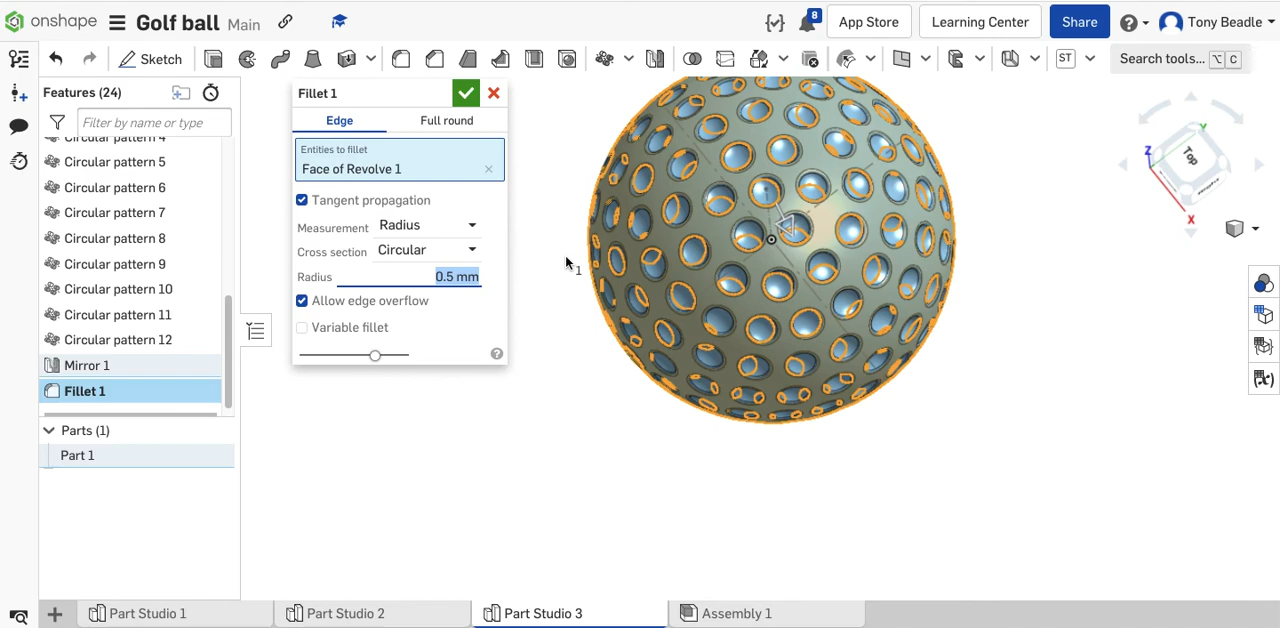 onshape Golf ball Main 8 App Store Learning Center Share Tony Beadle
Sketch ST Search tools... ⌥ C
Features (24)
Filter by name or type
Circular pattern 4
Circular pattern 5
Circular pattern 6
Circular pattern 7
Circular pattern 8
Circular pattern 9
Circular pattern 10
Circular pattern 11
Circular pattern 12
Mirror 1
Fillet 1
Parts (1)
Part 1
Fillet 1
Edge Full round
Entities to fillet
Face of Revolve 1
Tangent propagation
Measurement Radius
Cross section Circular
Radius 0.5 mm
Allow edge overflow
Variable fillet
1
Y
Z
Top
X
Part Studio 1 Part Studio 2 Part Studio 3 Assembly 1